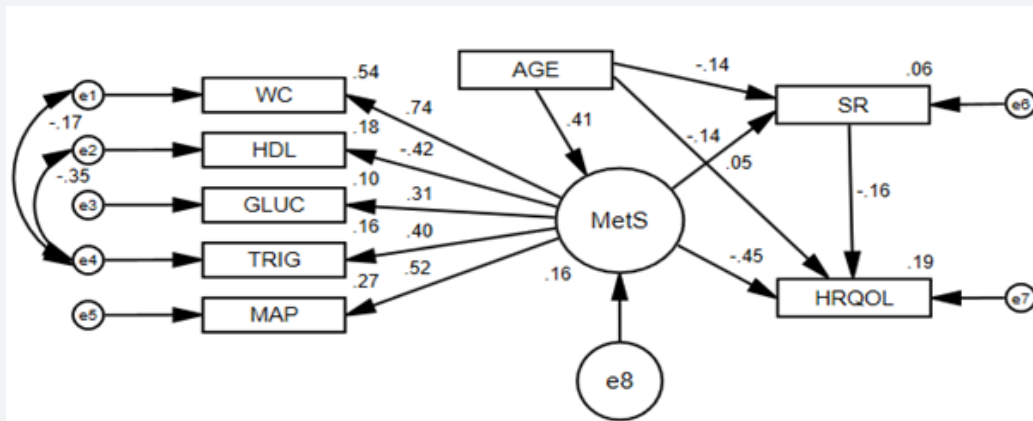 .54
AGE
-.14
.06
e1
WC
SR
e6
-.17
.74
.18
.41
-.14
e2
HDL
-.42
.05
-.35
.10
-.16
e3
GLUC
.31
MetS
.16
.40
e4
TRIG
-.45
.52
.16
.19
.27
e5
MAP
HRQOL
e7
e8